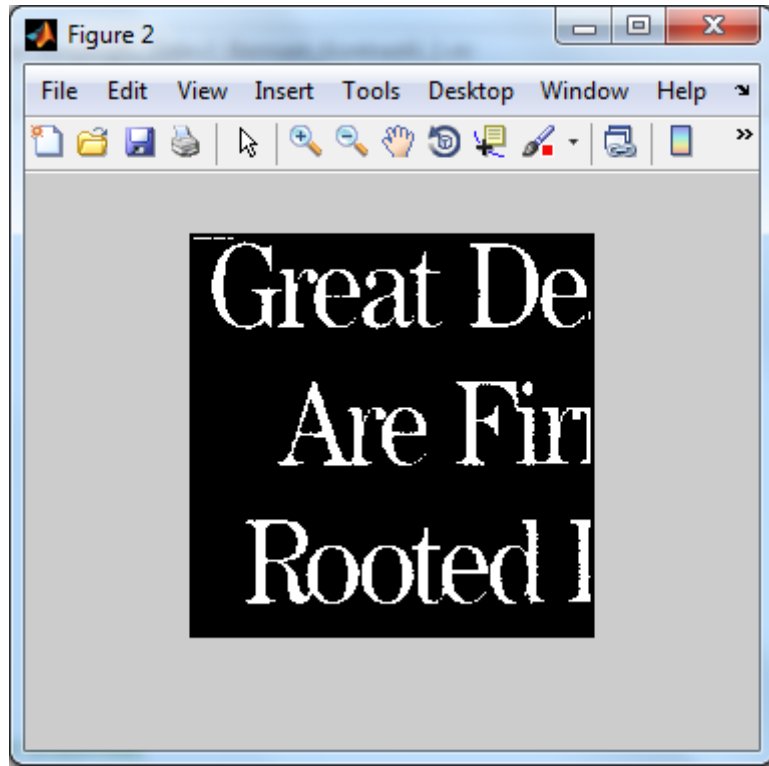 Figure 2
File Edit View Insert Tools Desktop Window Help
Great De
Are Fir
Rooted